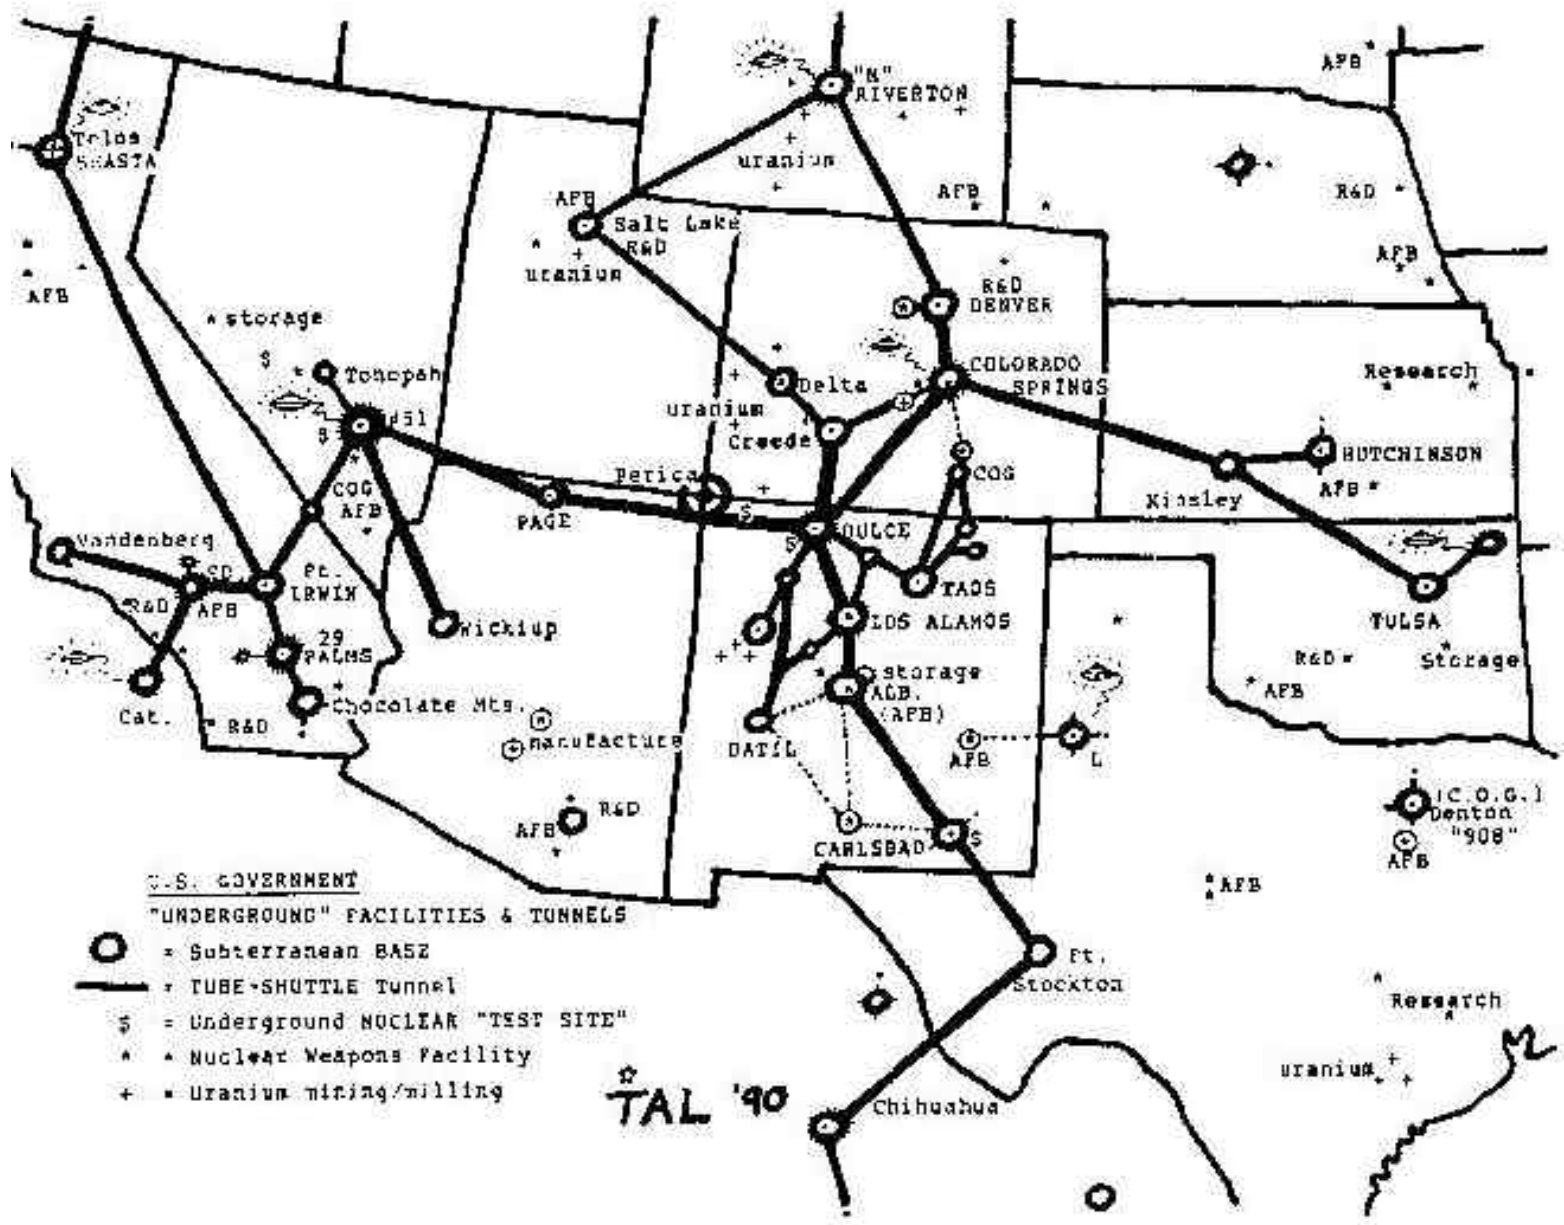 "M"
RIVERTON
AFB
Telos
SHASTA
uranium
AFB
R&D
AFB
Salt Lake
R&D
uranium
AFB
AFB
R&D
DENVER
* storage
$
COLORADO
SPRINGS
Research
Tonopah
Delta
uranium
#51
$
Creede
HUTCHINSON
COG
Perica
AFB *
COG
AFB
Kinsley
PAGE
$
DULCE
$
Vandenberg
Ft.
IRWIN
TAOS
R&D
AFB
LOS ALAMOS
TULSA
Wickiup
29
PALMS
R&D *
Storage
storage
ALB.
(AFB)
AFB
Chocolate Mts.
Cat.
R&D
manufacture
DATIL
AFB
L
(C.O.G.)
Denton
"908"
AFB
R&D
AFB
CARLSBAD
$
AFB
U.S. GOVERNMENT
"UNDERGROUND" FACILITIES & TUNNELS
= Subterranean BASE
= TUBE-SHUTTLE Tunnel
$ = Underground NUCLEAR "TEST SITE"
* = Nuclear Weapons Facility
+ = Uranium mining/milling
Ft.
Stockton
Research
uranium
TAL '90
Chihuahua